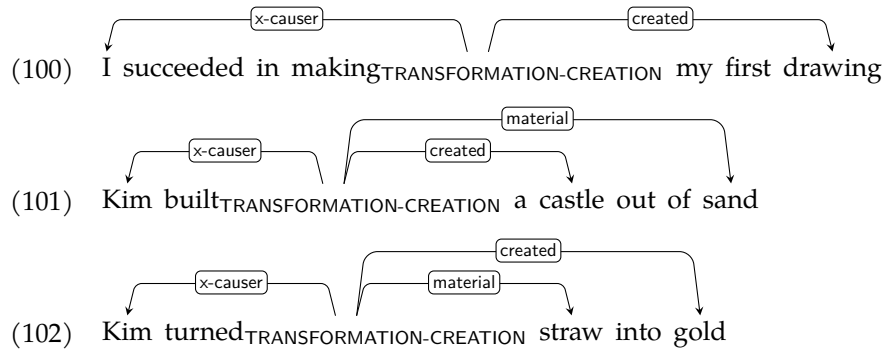 x-causer created
(100) I succeeded in makingTRANSFORMATION-CREATION my first drawing
material
x-causer created
(101) Kim builtTRANSFORMATION-CREATION a castle out of sand
created
x-causer material
(102) Kim turnedTRANSFORMATION-CREATION straw into gold